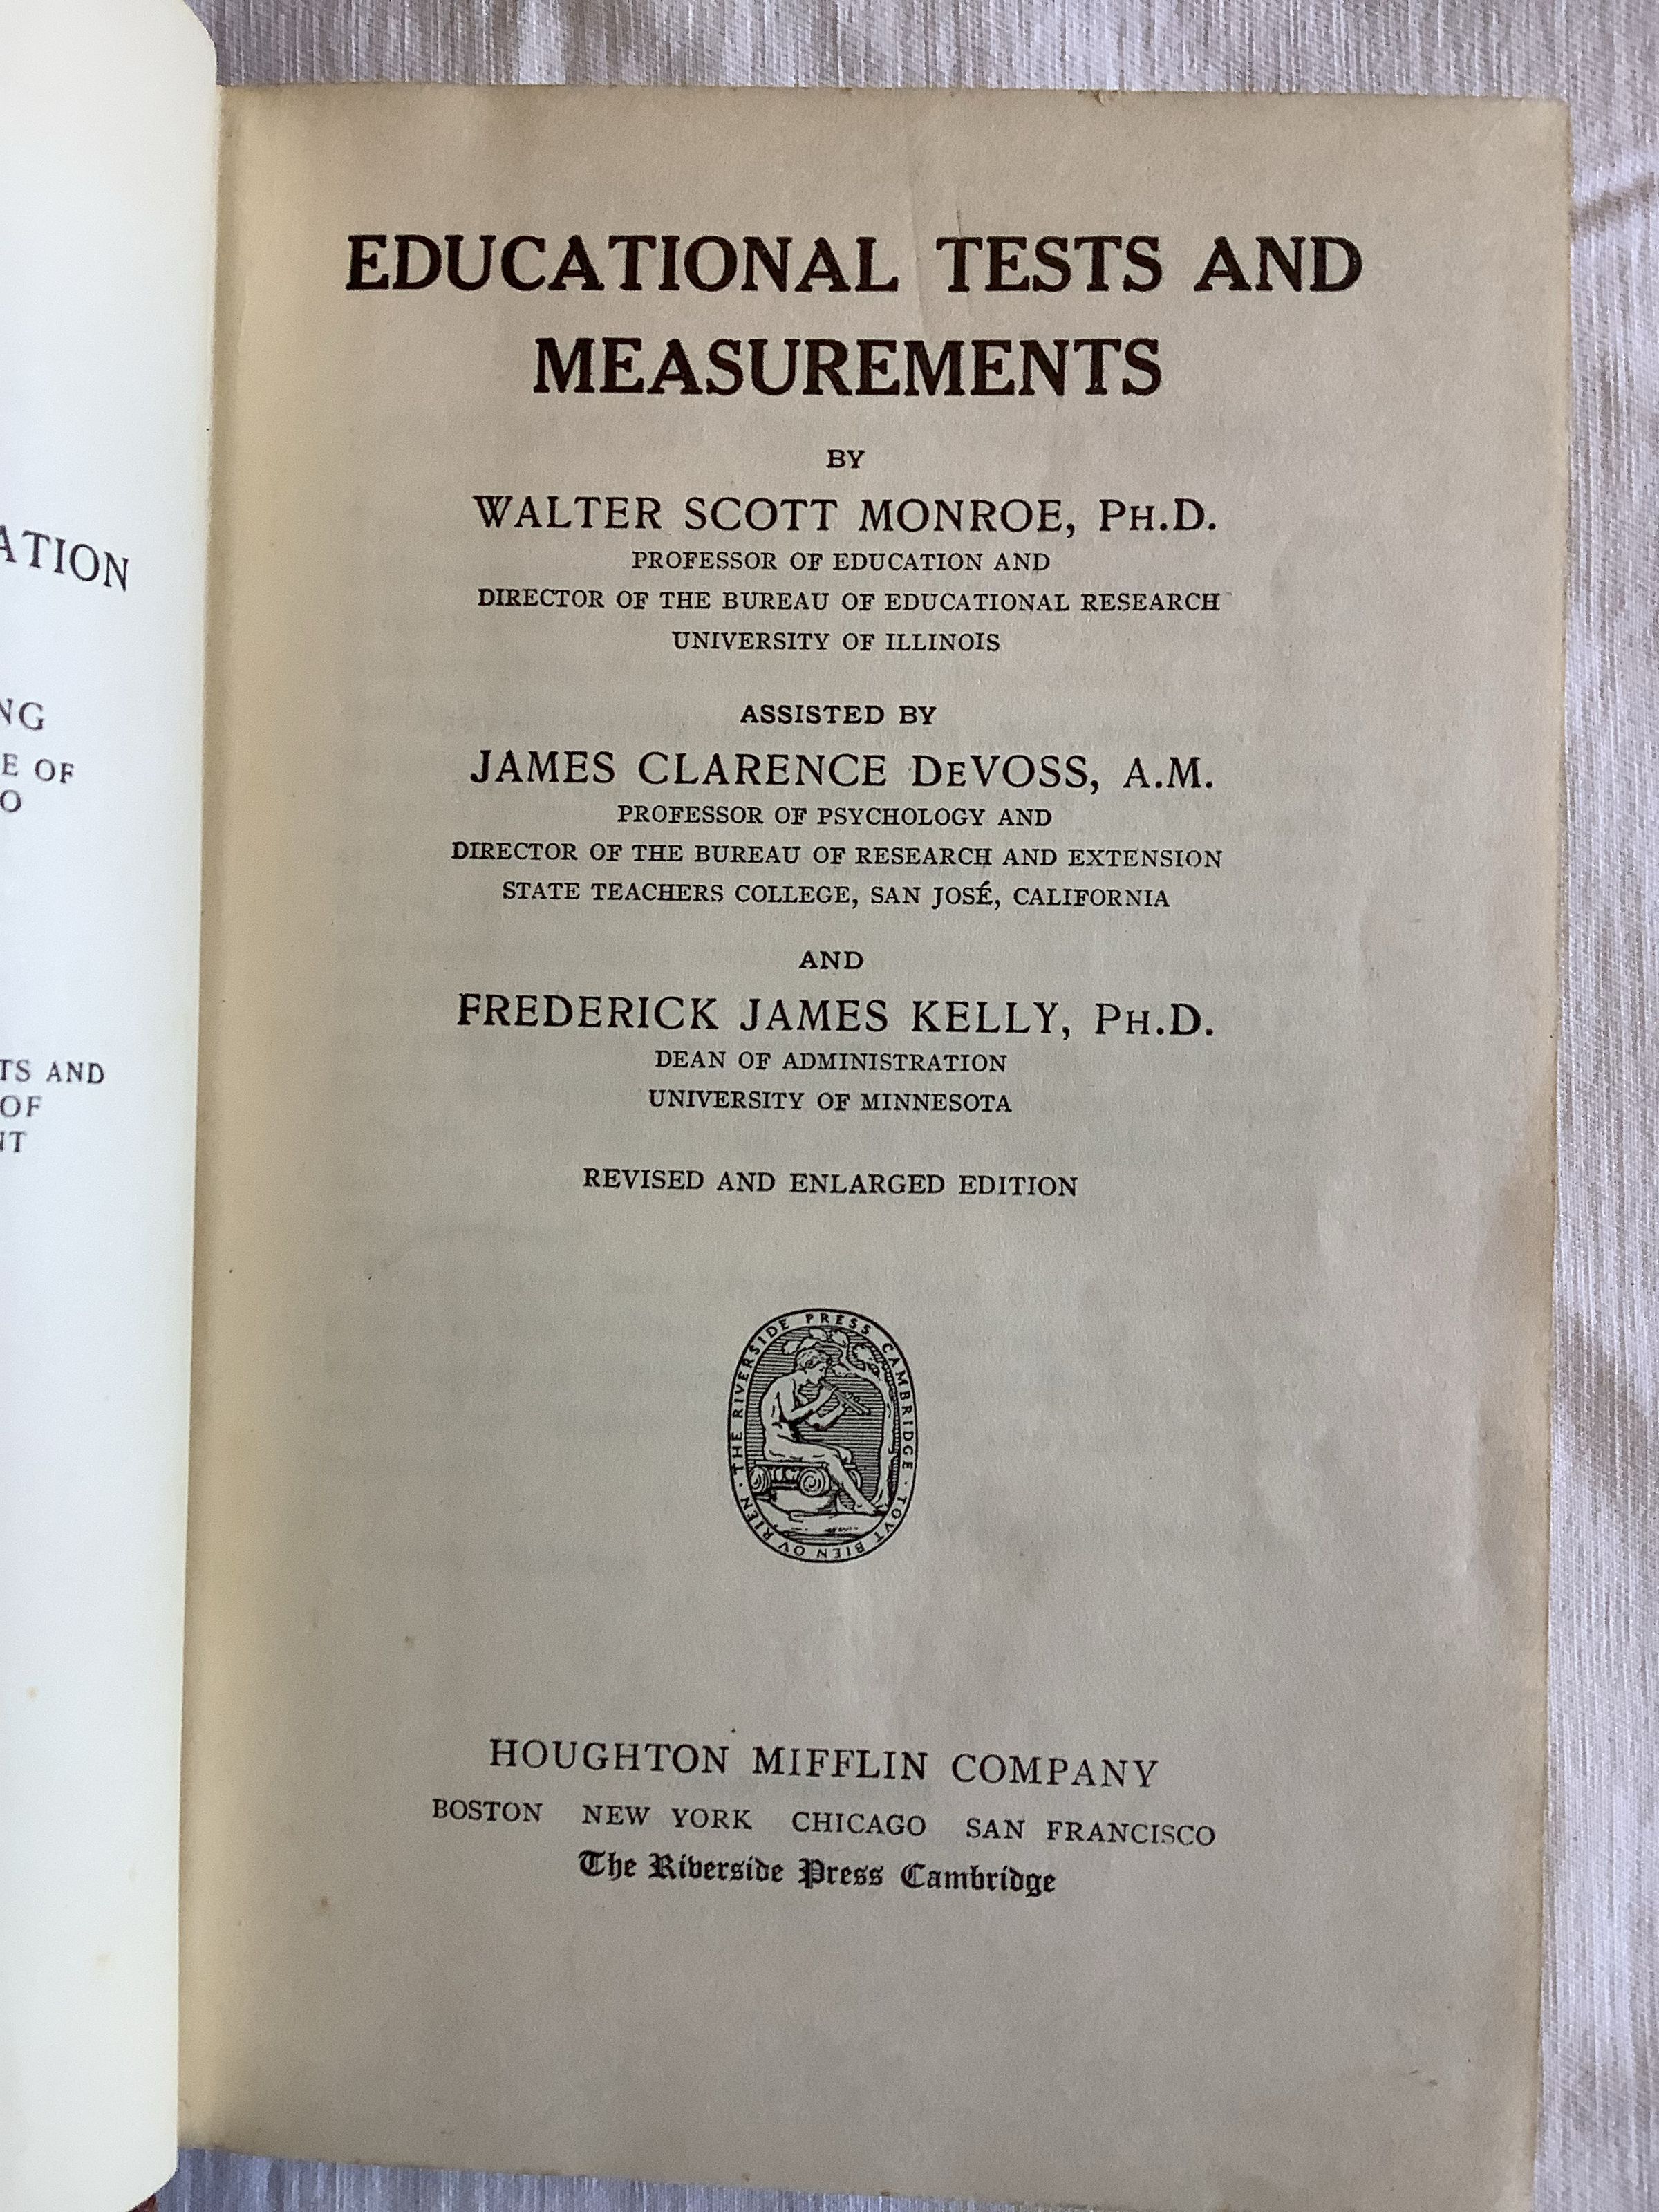 ATION
NG
E OF
O
TS AND
OF
NT
EDUCATIONAL TESTS AND
MEASUREMENTS
BY
WALTER SCOTT MONROE, PH.D.
PROFESSOR OF EDUCATION AND
DIRECTOR OF THE BUREAU OF EDUCATIONAL RESEARCH
UNIVERSITY OF ILLINOIS
ASSISTED BY
JAMES CLARENCE DEVOSS, A.M.
PROFESSOR OF PSYCHOLOGY AND
DIRECTOR OF THE BUREAU OF RESEARCH AND EXTENSION
STATE TEACHERS COLLEGE, SAN JOSÉ, CALIFORNIA
AND
FREDERICK JAMES KELLY, PH.D.
DEAN OF ADMINISTRATION
UNIVERSITY OF MINNESOTA
REVISED AND ENLARGED EDITION
THE RIVERSIDE PRESS CAMBRIDGE · TOVT BIEN OV RIEN ·
HOUGHTON MIFFLIN COMPANY
BOSTON NEW YORK CHICAGO SAN FRANCISCO
The Riverside Press Cambridge